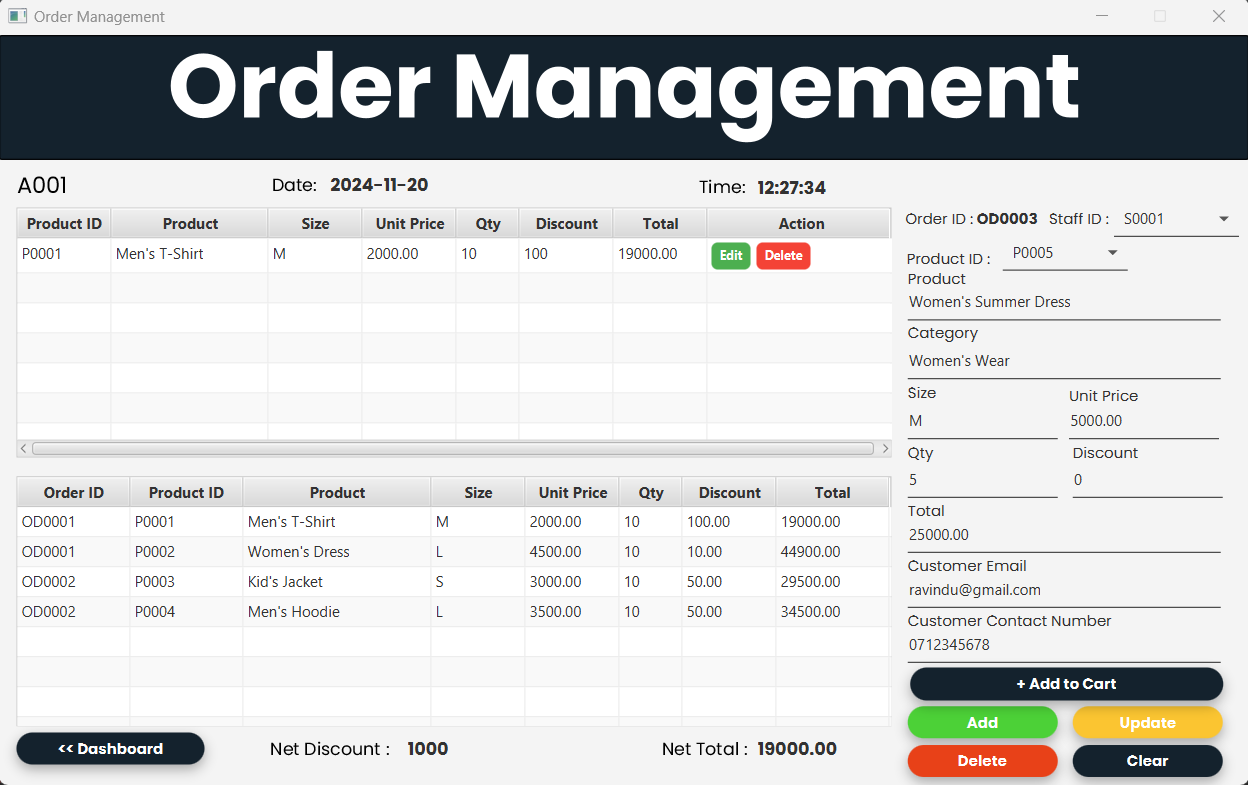 Order Management
Order Management
A001 Date: 2024-11-20 Time: 12:27:34
Product ID Product Size Unit Price Qty Discount Total Action
P0001 Men's T-Shirt M 2000.00 10 100 19000.00 Edit Delete
Order ID Product ID Product Size Unit Price Qty Discount Total
OD0001 P0001 Men's T-Shirt M 2000.00 10 100.00 19000.00
OD0001 P0002 Women's Dress L 4500.00 10 10.00 44900.00
OD0002 P0003 Kid's Jacket S 3000.00 10 50.00 29500.00
OD0002 P0004 Men's Hoodie L 3500.00 10 50.00 34500.00
<< Dashboard Net Discount : 1000 Net Total : 19000.00
Order ID : OD0003 Staff ID : S0001
Product ID : P0005
Product
Women's Summer Dress
Category
Women's Wear
Size Unit Price
M 5000.00
Qty Discount
5 0
Total
25000.00
Customer Email
ravindu@gmail.com
Customer Contact Number
0712345678
+ Add to Cart
Add Update
Delete Clear